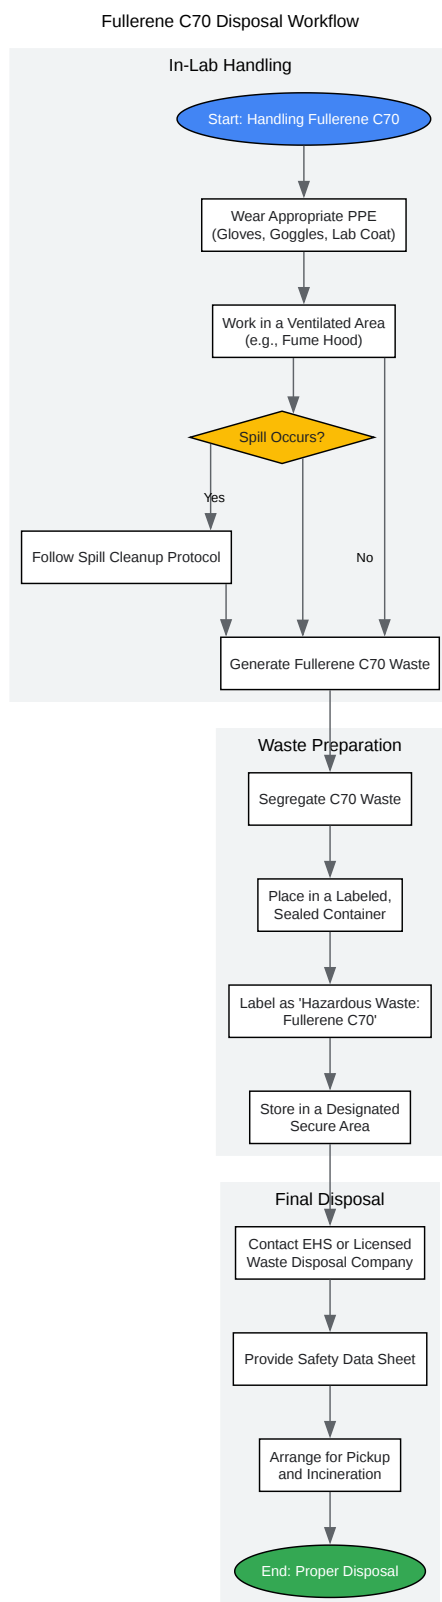 Fullerene C70 Disposal Workflow
In-Lab Handling
Start: Handling Fullerene C70
Wear Appropriate PPE
(Gloves, Goggles, Lab Coat)
Work in a Ventilated Area
(e.g., Fume Hood)
Spill Occurs?
Yes
Follow Spill Cleanup Protocol
No
Generate Fullerene C70 Waste
Waste Preparation
Segregate C70 Waste
Place in a Labeled,
Sealed Container
Label as 'Hazardous Waste:
Fullerene C70'
Store in a Designated
Secure Area
Final Disposal
Contact EHS or Licensed
Waste Disposal Company
Provide Safety Data Sheet
Arrange for Pickup
and Incineration
End: Proper Disposal